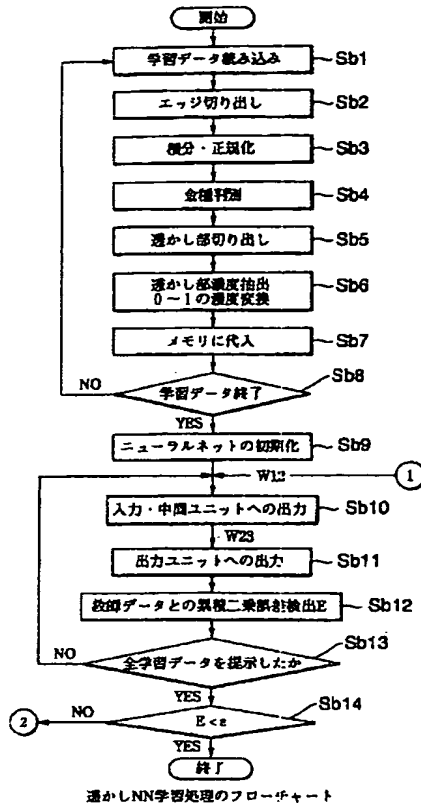 開始
学習データ読み込み
Sb1
エッジ切り出し
Sb2
積分・正規化
Sb3
金種判別
Sb4
透かし部切り出し
Sb5
透かし部濃度抽出
0～1の濃度変換
Sb6
メモリに代入
Sb7
学習データ終了
Sb8
NO
YES
ニューラルネットの初期化
Sb9
W12
1
入力・中間ユニットへの出力
Sb10
W23
出力ユニットへの出力
Sb11
教師データとの累積二乗誤差検出E
Sb12
全学習データを提示したか
Sb13
NO
YES
E<ε
Sb14
NO
2
YES
終了
透かしNN学習処理のフローチャート